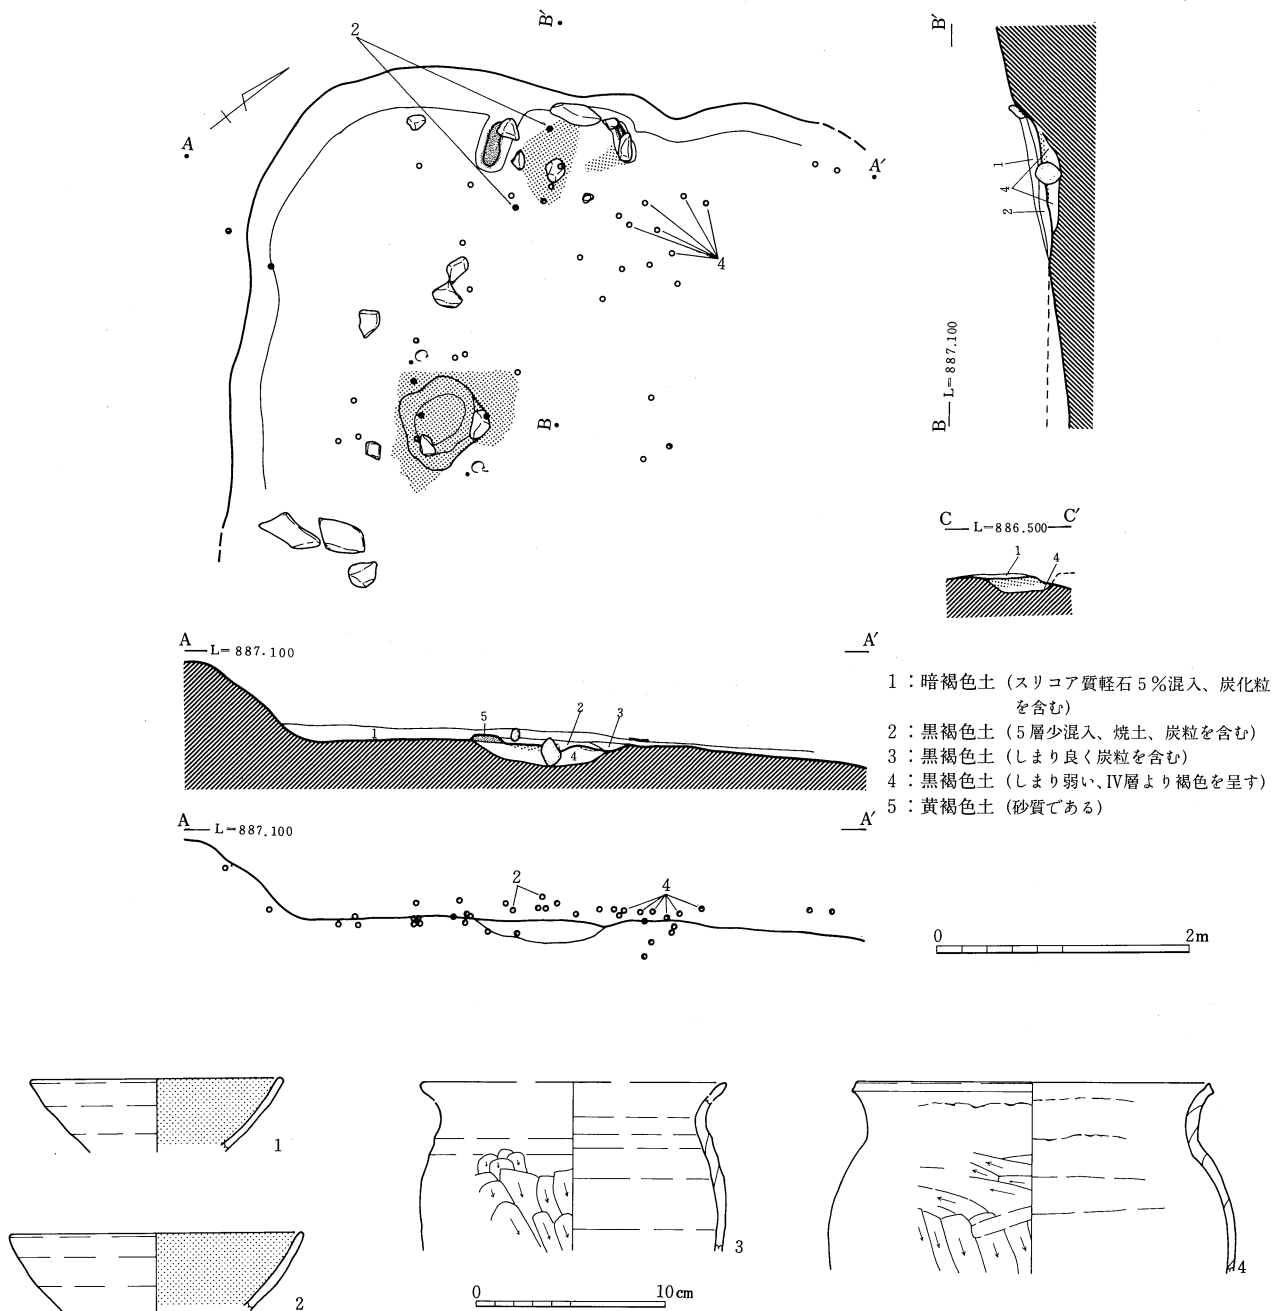 2
B′
B′
A
A′
1
4
2
4
C
B
L=887.100
B
C′
C L=886.500 C′
1
4
A L=887.100 A′
5
2
3
1
4
1：暗褐色土（スリコア質軽石5％混入、炭化粒
を含む）
2：黒褐色土（5層少混入、焼土、炭粒を含む）
3：黒褐色土（しまり良く炭粒を含む）
4：黒褐色土（しまり弱い、IV層より褐色を呈す）
5：黄褐色土（砂質である）
A L=887.100 A′
2
4
0 2m
1
3
4
2
0 10cm